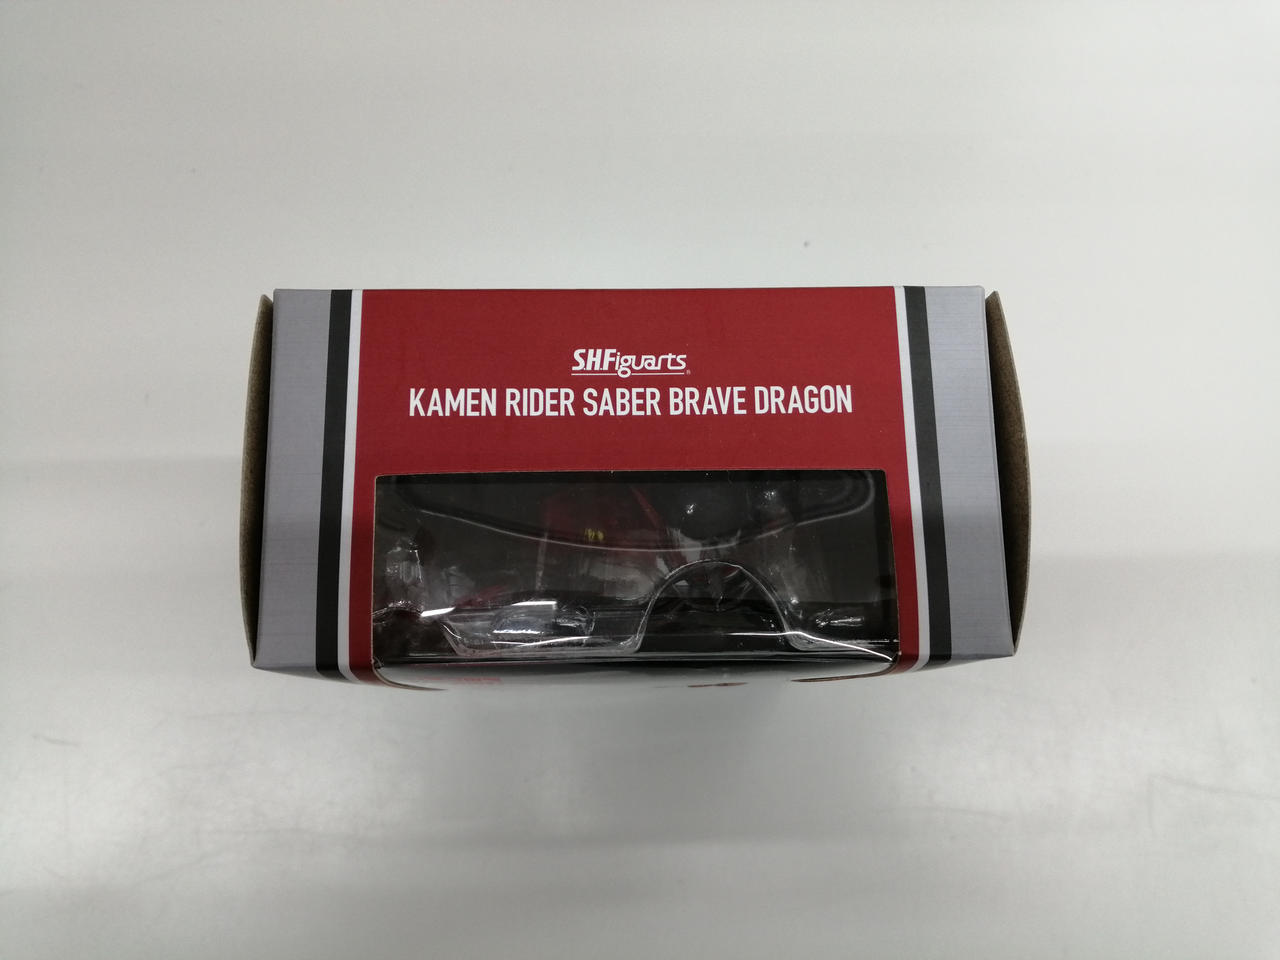 S.H.Figuarts®
KAMEN RIDER SABER BRAVE DRAGON